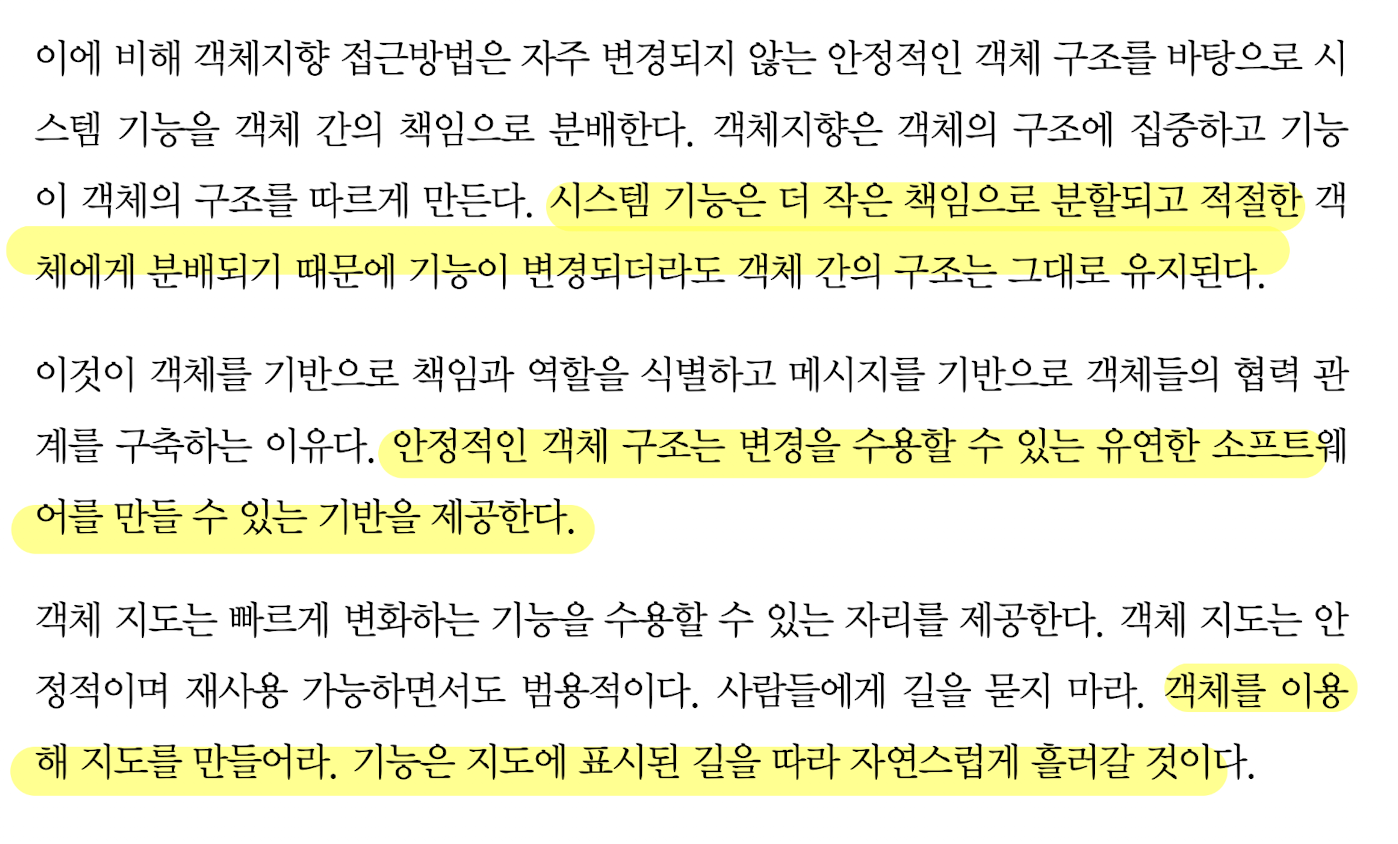 이에 비해 객체지향 접근방법은 자주 변경되지 않는 안정적인 객체 구조를 바탕으로 시
스템 기능을 객체 간의 책임으로 분배한다. 객체지향은 객체의 구조에 집중하고 기능
이 객체의 구조를 따르게 만든다. 시스템 기능은 더 작은 책임으로 분할되고 적절한 객
체에게 분배되기 때문에 기능이 변경되더라도 객체 간의 구조는 그대로 유지된다.
이것이 객체를 기반으로 책임과 역할을 식별하고 메시지를 기반으로 객체들의 협력 관
계를 구축하는 이유다. 안정적인 객체 구조는 변경을 수용할 수 있는 유연한 소프트웨
어를 만들 수 있는 기반을 제공한다.
객체 지도는 빠르게 변화하는 기능을 수용할 수 있는 자리를 제공한다. 객체 지도는 안
정적이며 재사용 가능하면서도 범용적이다. 사람들에게 길을 묻지 마라. 객체를 이용
해 지도를 만들어라. 기능은 지도에 표시된 길을 따라 자연스럽게 흘러갈 것이다.